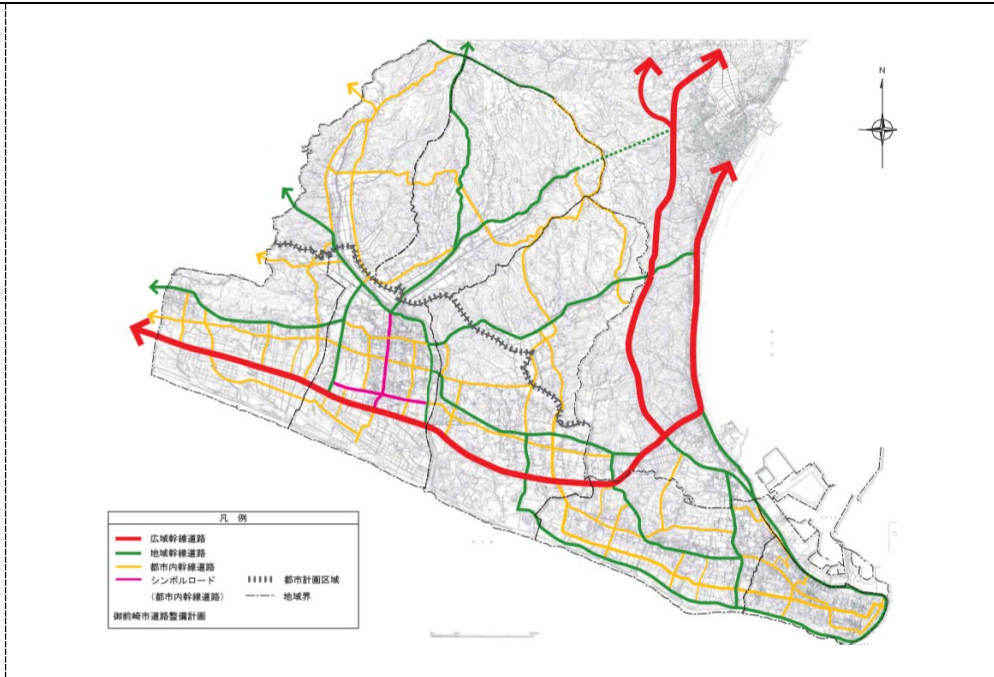 N
凡 例
広域幹線道路
地域幹線道路
都市内幹線道路
シンボルロード 都市計画区域
(都市内幹線道路) 地域界
御前崎市道路整備計画